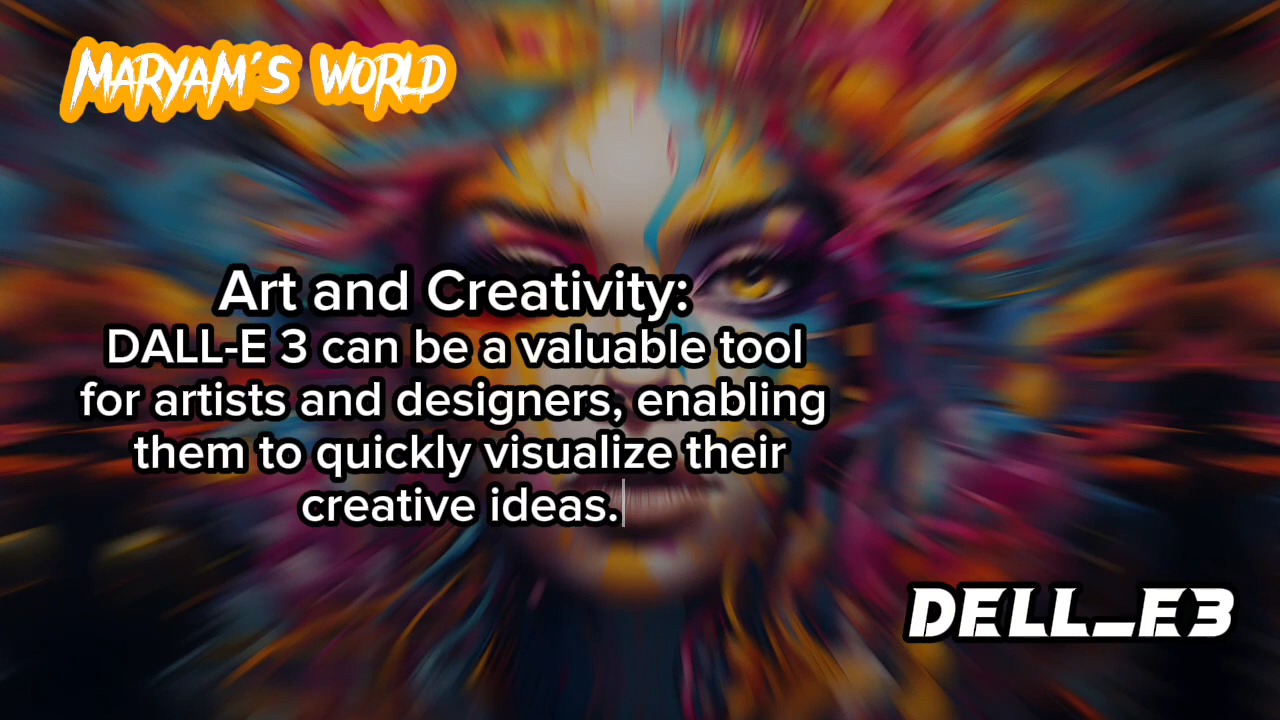 MARYAM'S WORLD
Art and Creativity:
DALL-E 3 can be a valuable tool
for artists and designers, enabling
them to quickly visualize their
creative ideas.
DELL_E3